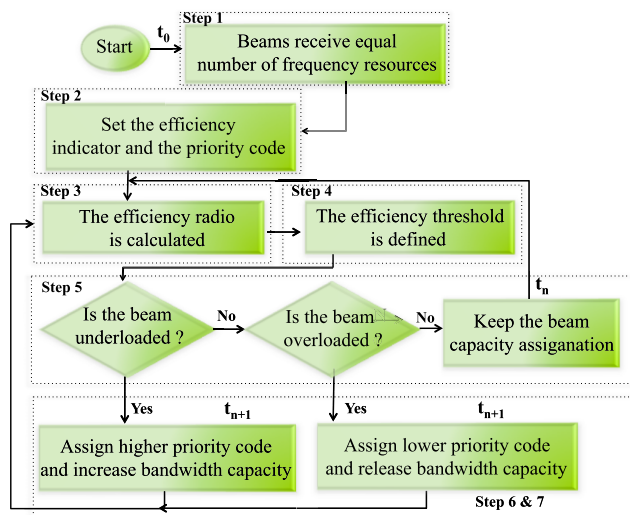 Step 1
Start
t0
Beams receive equal
number of frequency resources
Step 2
Set the efficiency
indicator and the priority code
Step 3
The efficiency radio
is calculated
Step 4
The efficiency threshold
is defined
Step 5
Is the beam
underloaded ?
No
Is the beam
overloaded ?
No
tn
Keep the beam
capacity assiganation
Yes
tn+1
Assign higher priority code
and increase bandwidth capacity
Yes
tn+1
Assign lower priority code
and release bandwidth capacity
Step 6 & 7